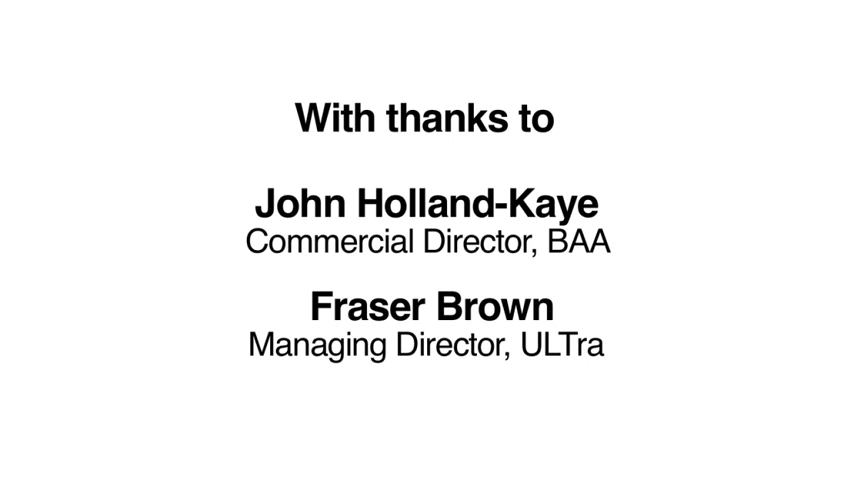 With thanks to
John Holland-Kaye
Commercial Director, BAA
Fraser Brown
Managing Director, ULTra